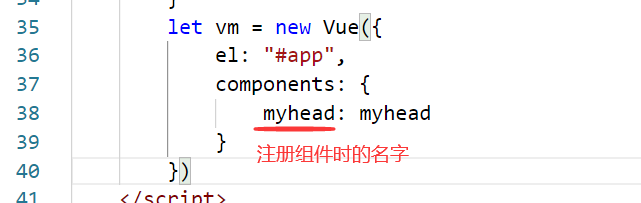 34 }
35 let vm = new Vue({
36 el: "#app",
37 components: {
38 myhead: myhead
39 }
注册组件时的名字
40 })
41 </script>